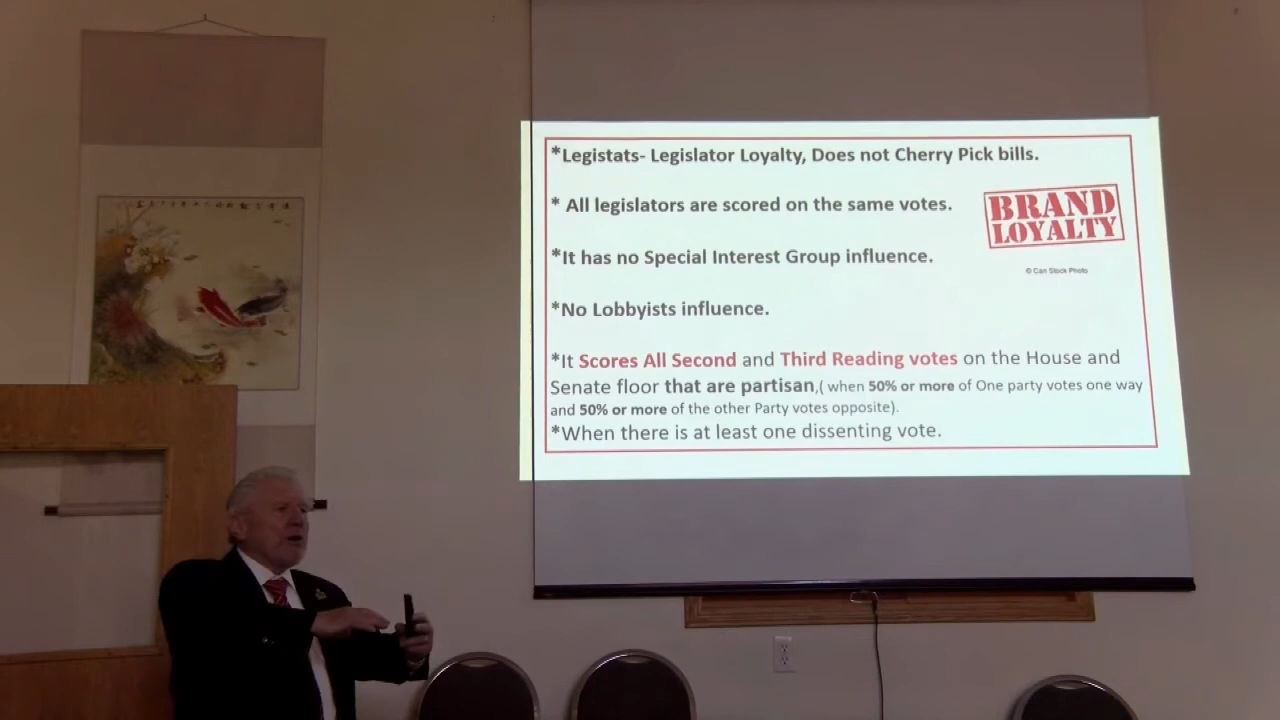 *Legistats- Legislator Loyalty, Does not Cherry Pick bills.
* All legislators are scored on the same votes.
BRAND
LOYALTY
*It has no Special Interest Group influence.
© Can Stock Photo
*No Lobbyists influence.
*It Scores All Second and Third Reading votes on the House and
Senate floor that are partisan,( when 50% or more of One party votes one way
and 50% or more of the other Party votes opposite).
*When there is at least one dissenting vote.